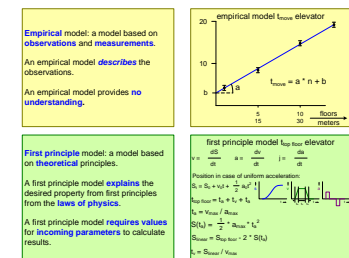 Empirical model: a model based on
observations and measurements.
An empirical model describes the
observations.
An empirical model provides no
understanding.
empirical model tmove elevator
20
10
b
a
tmove = a * n + b
5
10
floors
15
30
meters
First principle model: a model based
on theoretical principles.
A first principle model explains the
desired property from first principles
from the laws of physics.
A first principle model requires values
for incoming parameters to calculate
results.
first principle model ttop floor elevator
v = dS/dt a = dv/dt j = da/dt
Position in case of uniform acceleration:
St = S0 + v0t + 1/2 a0t²
ttop floor = ta + tv + ta
ta = vmax / amax
S(ta) = 1/2 * amax * ta²
Slinear = Stop floor - 2 * S(ta)
tv = Slinear / vmax